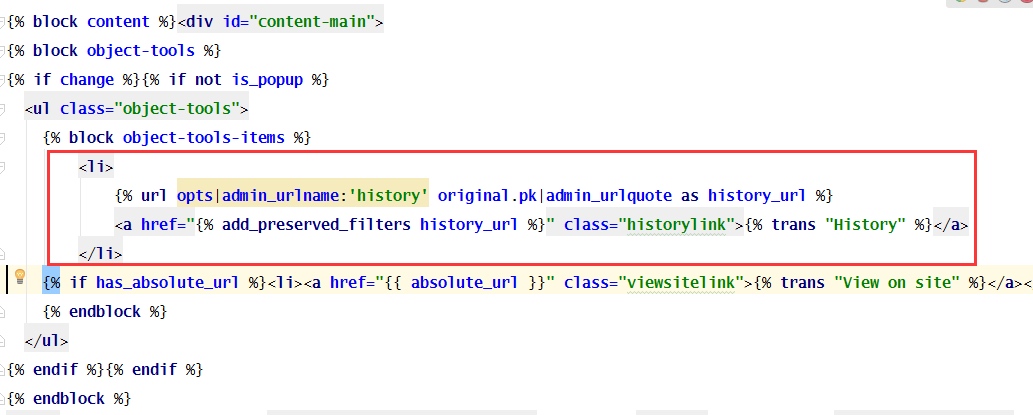 {% block content %}<div id="content-main">
{% block object-tools %}
{% if change %}{% if not is_popup %}
<ul class="object-tools">
{% block object-tools-items %}
<li>
{% url opts|admin_urlname:'history' original.pk|admin_urlquote as history_url %}
<a href="{% add_preserved_filters history_url %}" class="historylink">{% trans "History" %}</a>
</li>
{% if has_absolute_url %}<li><a href="{{ absolute_url }}" class="viewsitelink">{% trans "View on site" %}</a><
{% endblock %}
</ul>
{% endif %}{% endif %}
{% endblock %}